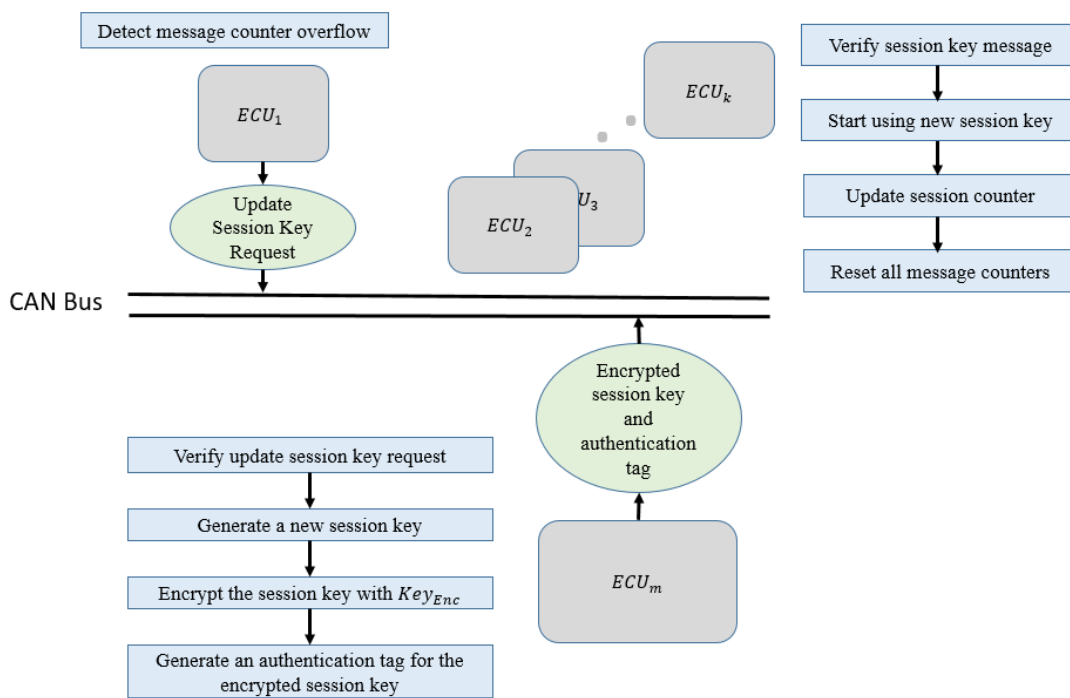 Detect message counter overflow
ECU₁
Update
Session Key
Request
CAN Bus
ECU₂
U₃
ECUₖ
Verify session key message
Start using new session key
Update session counter
Reset all message counters
Encrypted
session key
and
authentication
tag
ECUₘ
Verify update session key request
Generate a new session key
Encrypt the session key with Key_Enc
Generate an authentication tag for the
encrypted session key